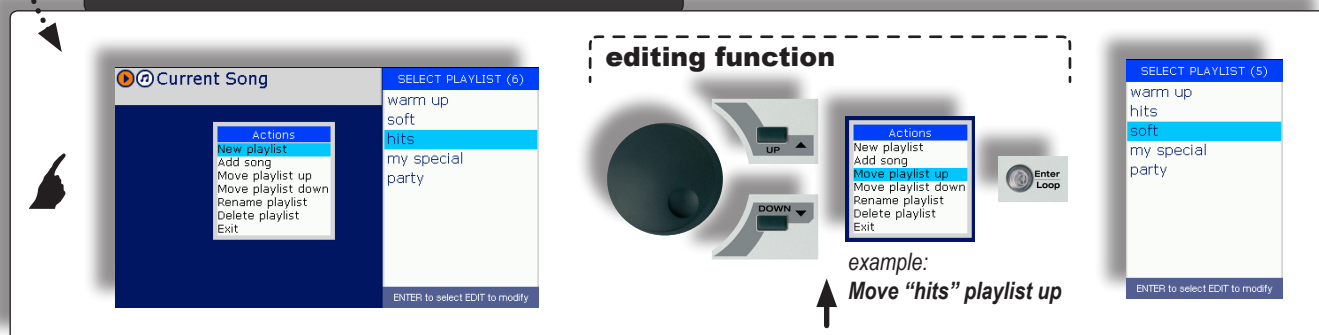 Current Song
Actions
New playlist
Add song
Move playlist up
Move playlist down
Rename playlist
Delete playlist
Exit
SELECT PLAYLIST (6)
warm up
soft
hits
my special
party
ENTER to select EDIT to modify
editing function
UP
DOWN
Actions
New playlist
Add song
Move playlist up
Move playlist down
Rename playlist
Delete playlist
Exit
Enter
Loop
example:
Move “hits” playlist up
SELECT PLAYLIST (5)
warm up
hits
soft
my special
party
ENTER to select EDIT to modify